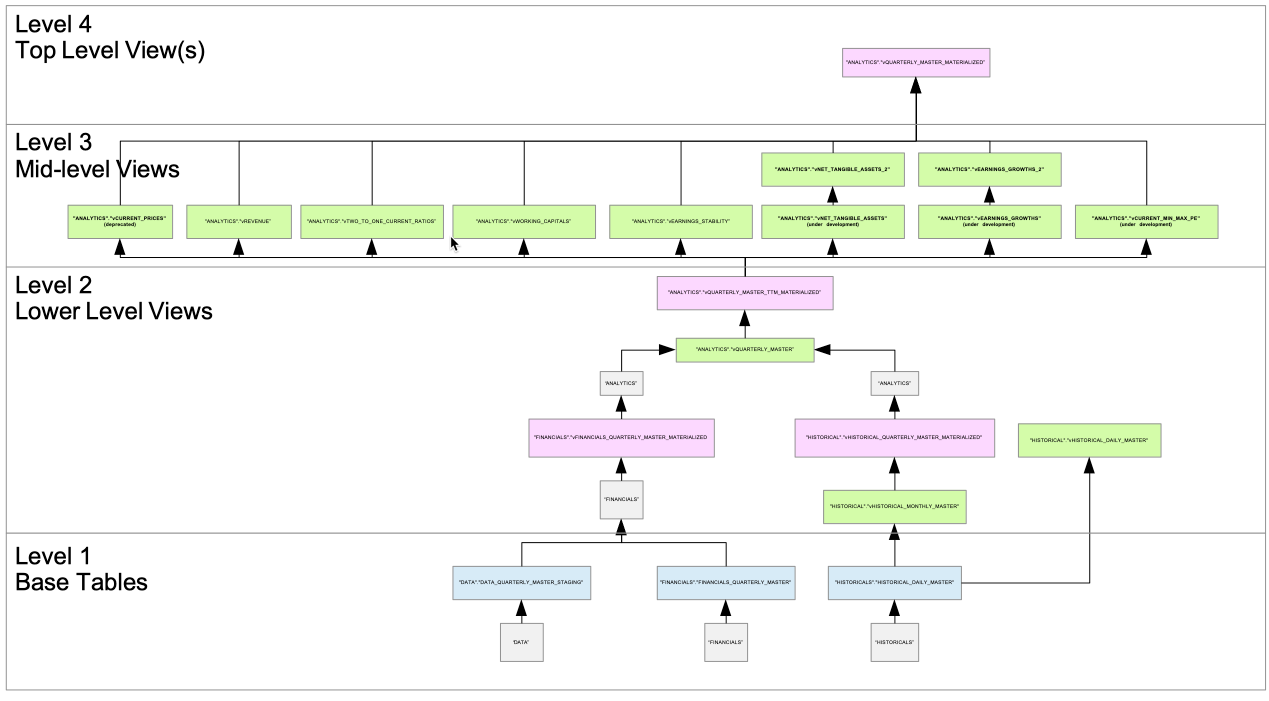 Level 4
Top Level View(s)
"ANALYTICS"."vQUARTERLY_MASTER_MATERIALIZED"
Level 3
Mid-level Views
"ANALYTICS"."vNET_TANGIBLE_ASSETS_2"
"ANALYTICS"."vEARNINGS_GROWTHS_2"
"ANALYTICS"."vCURRENT_PRICES"
(deprecated)
"ANALYTICS"."vREVENUE"
"ANALYTICS"."vTWO_TO_ONE_CURRENT_RATIOS"
"ANALYTICS"."vWORKING_CAPITALS"
"ANALYTICS"."vEARNINGS_STABILITY"
"ANALYTICS"."vNET_TANGIBLE_ASSETS"
(under development)
"ANALYTICS"."vEARNINGS_GROWTHS"
(under development)
"ANALYTICS"."vCURRENT_MIN_MAX_PE"
(under development)
Level 2
Lower Level Views
"ANALYTICS"."vQUARTERLY_MASTER_TTM_MATERIALIZED"
"ANALYTICS"."vQUARTERLY_MASTER"
"ANALYTICS"
"ANALYTICS"
"FINANCIALS"."vFINANCIALS_QUARTERLY_MASTER_MATERIALIZED
"HISTORICAL"."vHISTORICAL_QUARTERLY_MASTER_MATERIALIZED"
"HISTORICAL"."vHISTORICAL_DAILY_MASTER"
"FINANCIALS"
"HISTORICAL"."vHISTORICAL_MONTHLY_MASTER"
Level 1
Base Tables
"DATA"."DATA_QUARTERLY_MASTER_STAGING"
"FINANCIALS"."FINANCIALS_QUARTERLY_MASTER"
"HISTORICALS"."HISTORICAL_DAILY_MASTER"
"DATA"
"FINANCIALS"
"HISTORICALS"